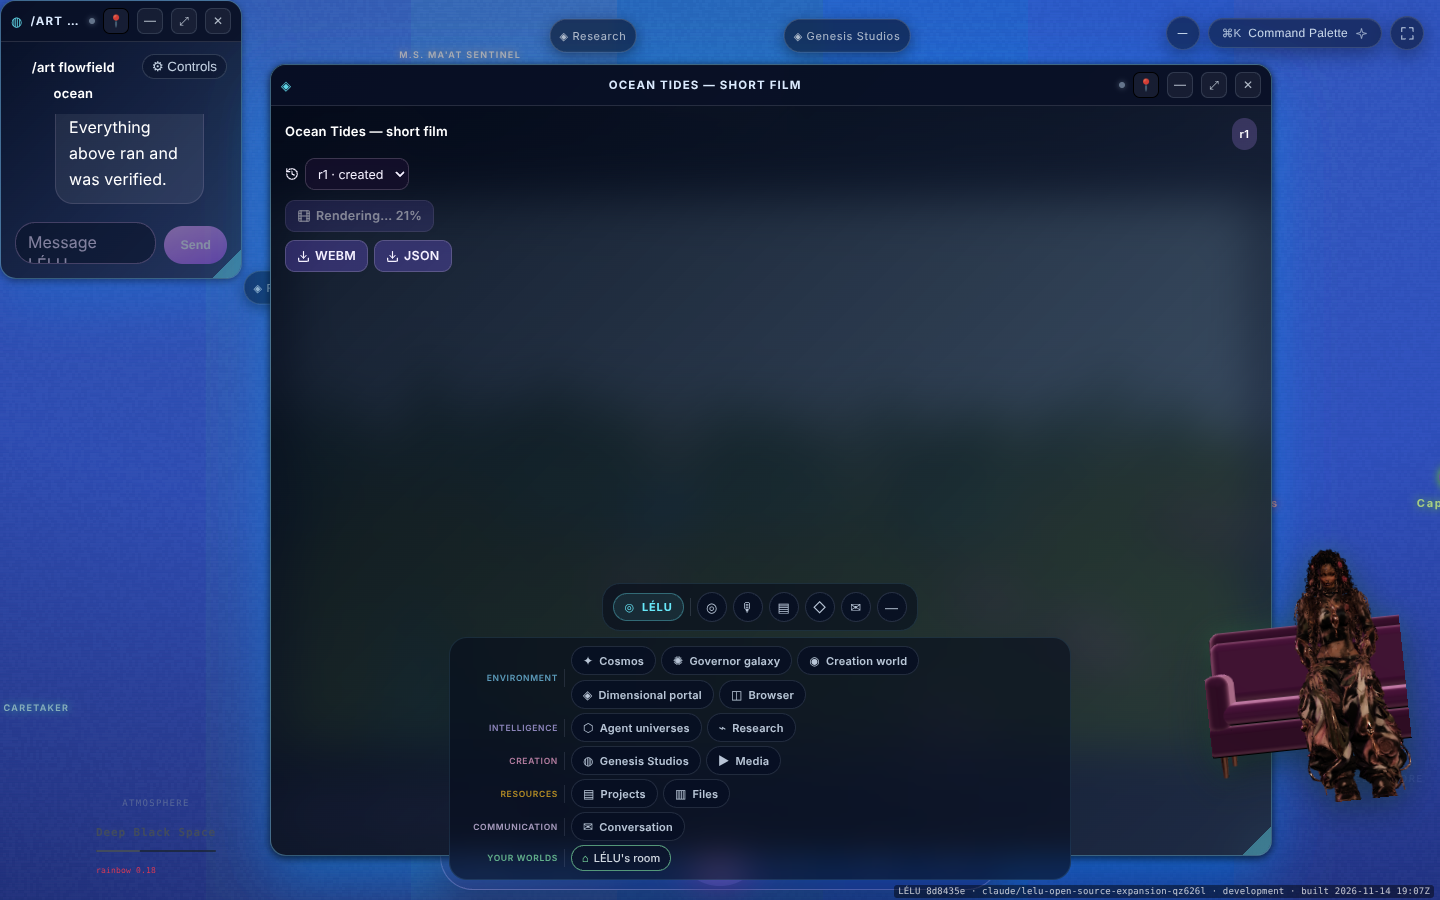 /ART ...
Research
Genesis Studios
⌘K Command Palette
M.S. MA'AT SENTINEL
/art flowfield
ocean
Controls
Everything
above ran and
was verified.
Message
LÉLU
Send
OCEAN TIDES — SHORT FILM
Ocean Tides — short film
r1
r1 · created
Rendering... 21%
WEBM
JSON
LÉLU
ENVIRONMENT
Cosmos
Governor galaxy
Creation world
Dimensional portal
Browser
INTELLIGENCE
Agent universes
Research
CREATION
Genesis Studios
Media
RESOURCES
Projects
Files
COMMUNICATION
Conversation
YOUR WORLDS
LÉLU's room
Cap
CARETAKER
ATMOSPHERE
Deep Black Space
rainbow 0.18
LÉLU 8d8435e · claude/lelu-open-source-expansion-qz626l · development · built 2026-11-14 19:07Z